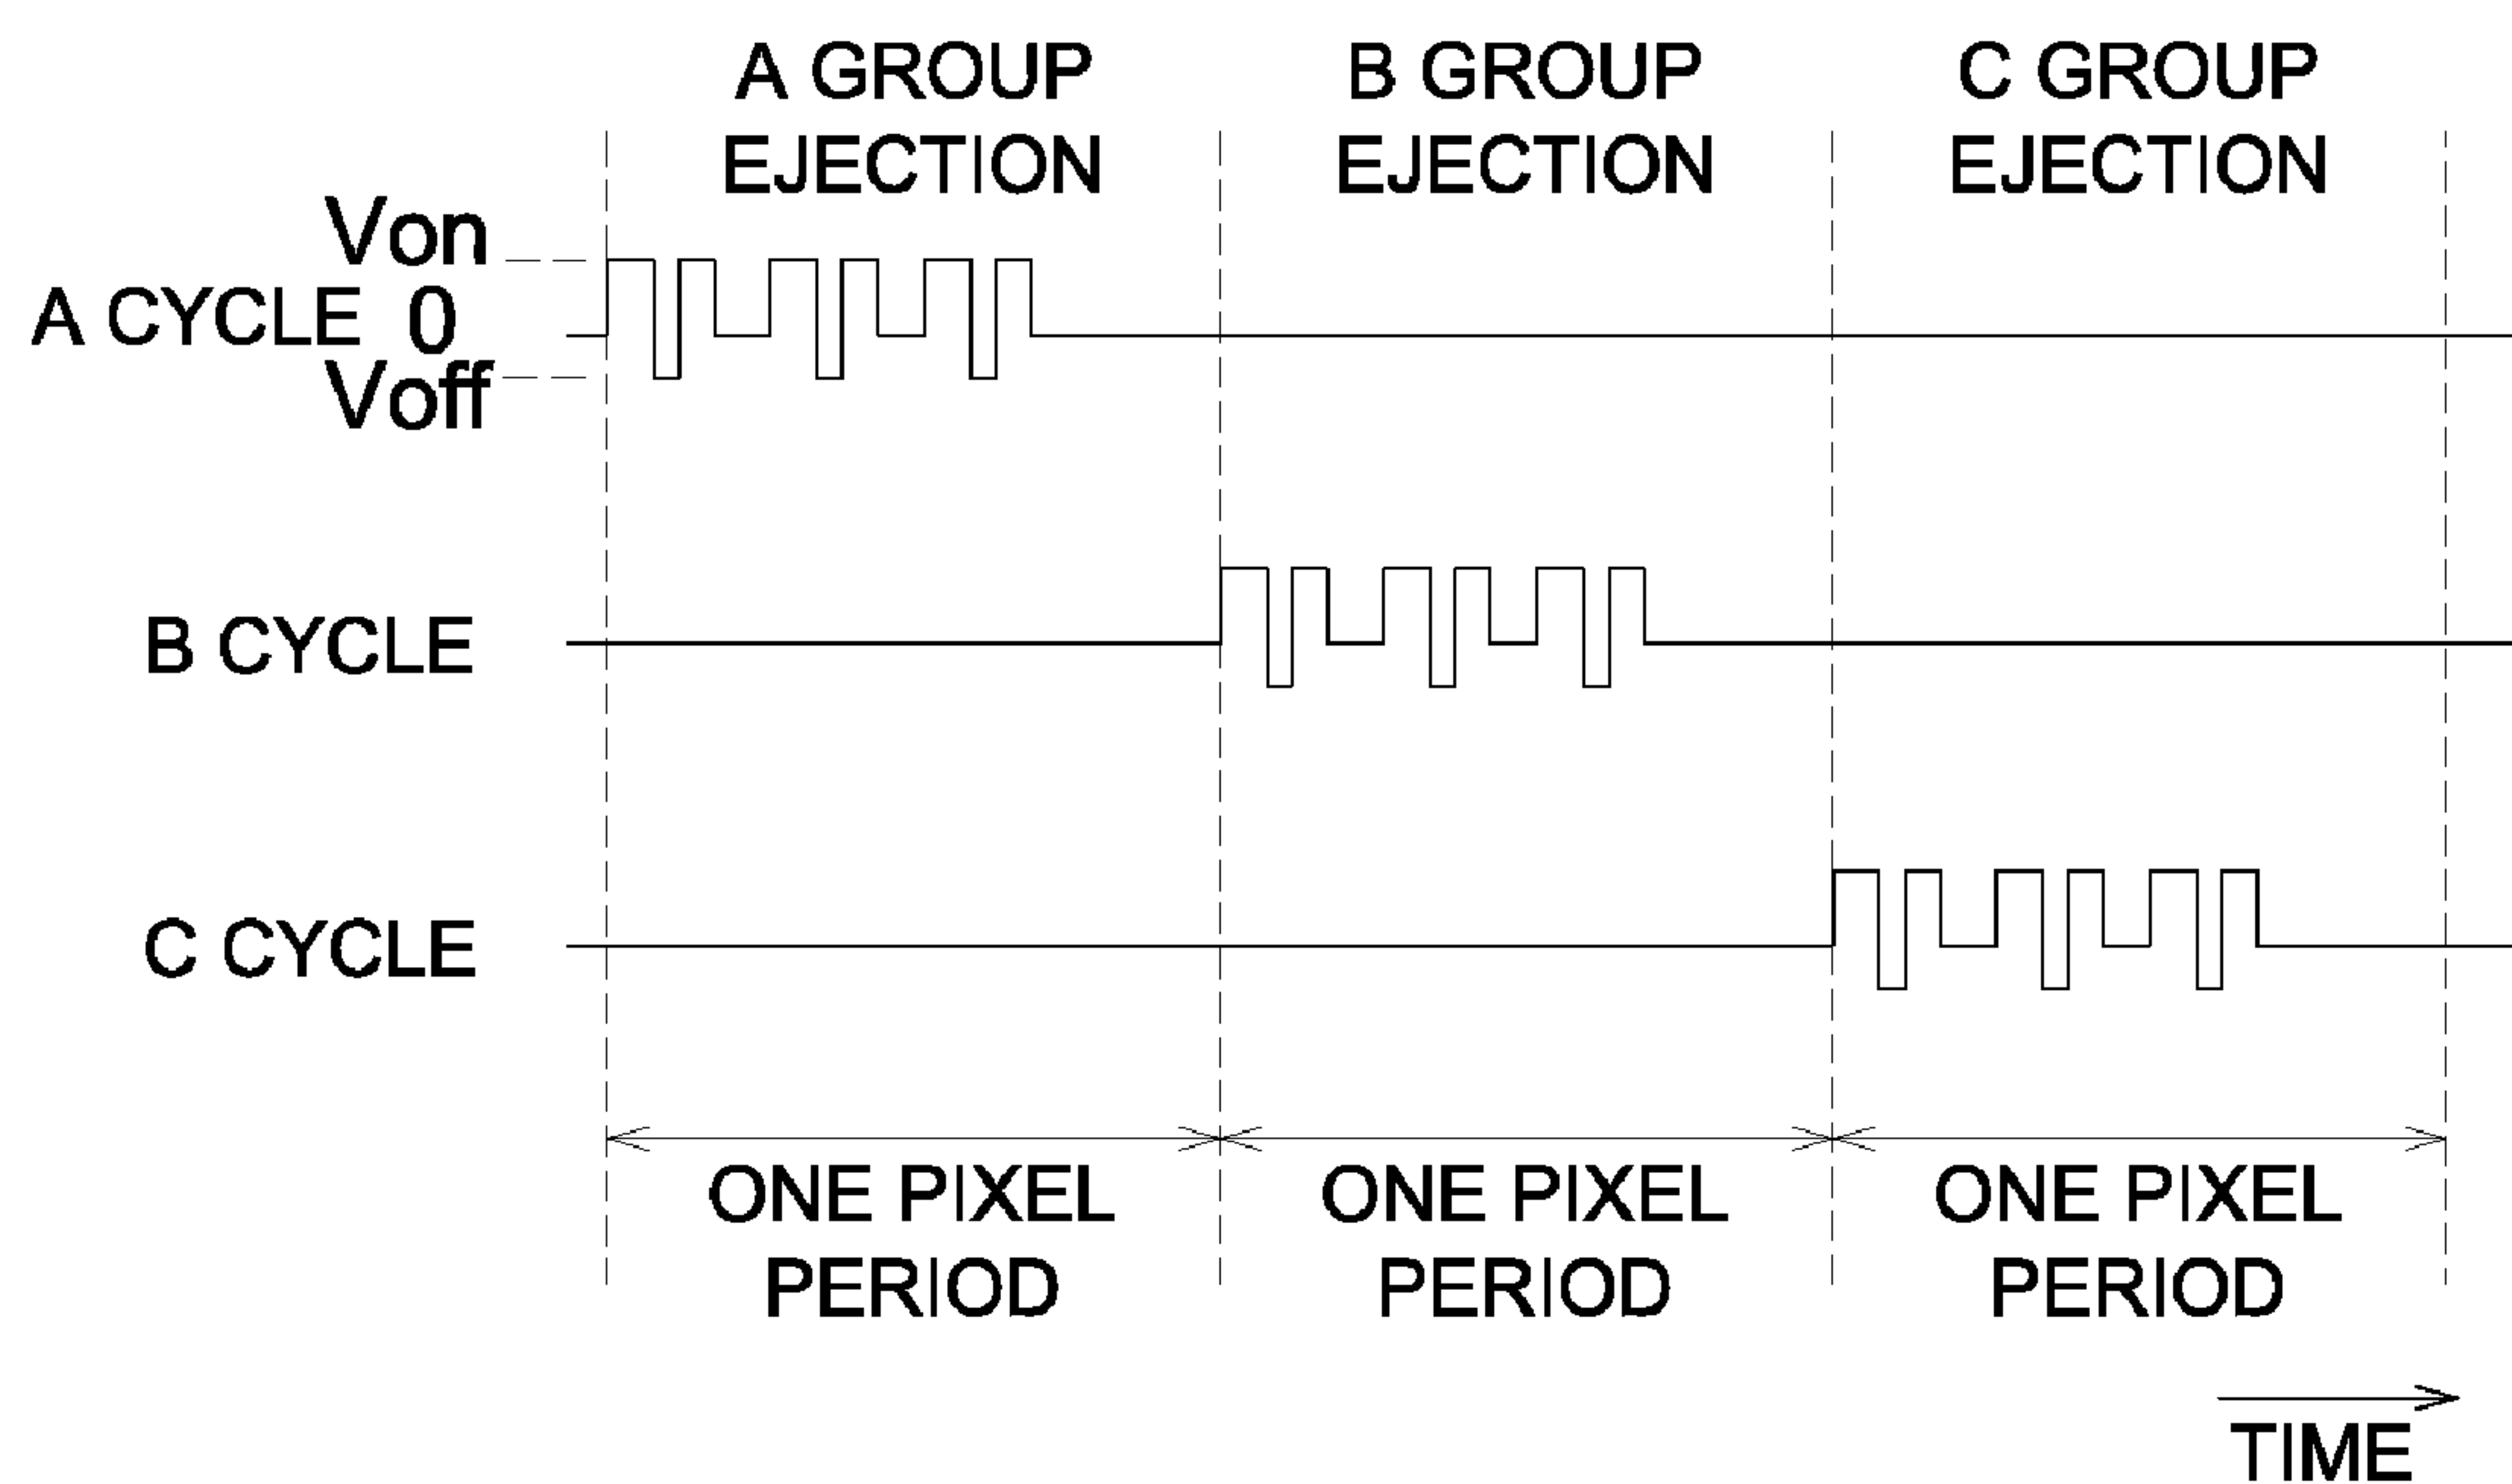 A GROUP
EJECTION
B GROUP
EJECTION
C GROUP
EJECTION
Von
A CYCLE 0
Voff
B CYCLE
C CYCLE
ONE PIXEL
PERIOD
ONE PIXEL
PERIOD
ONE PIXEL
PERIOD
TIME